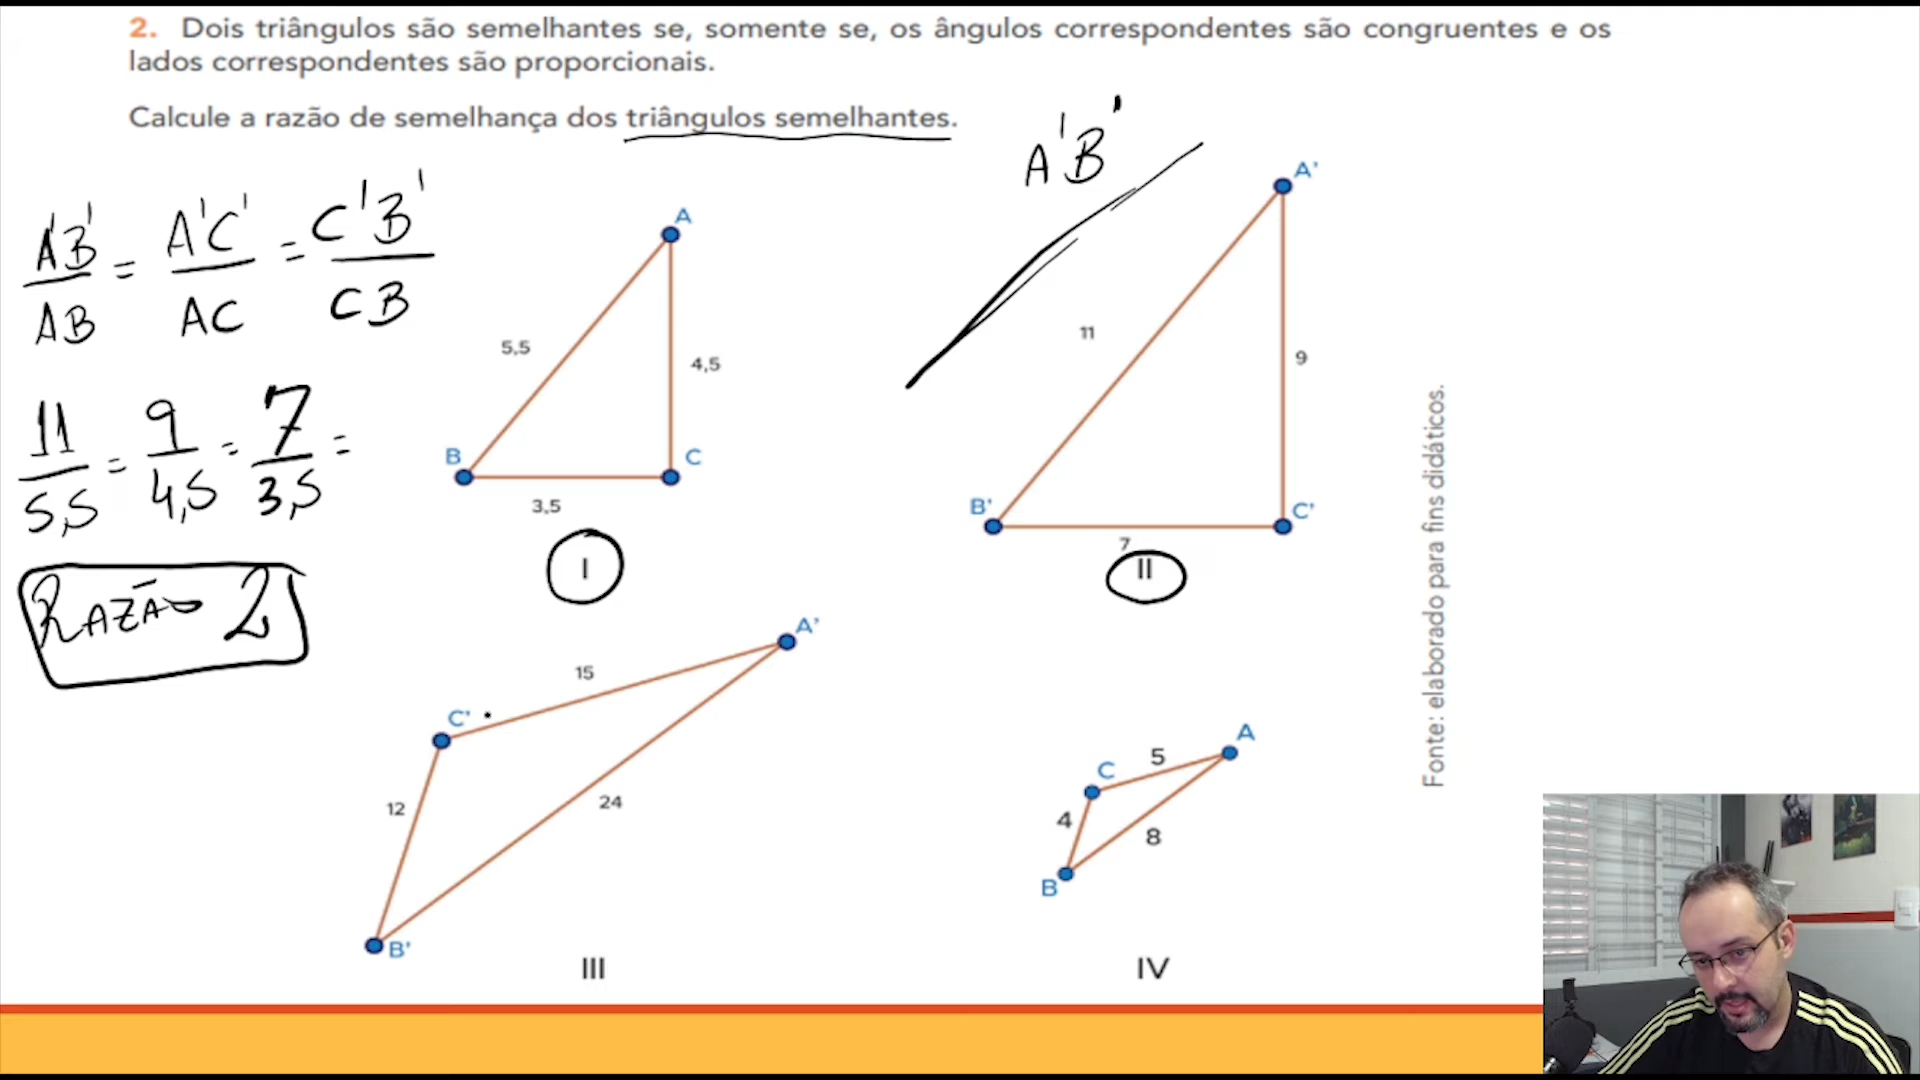 2. Dois triângulos são semelhantes se, somente se, os ângulos correspondentes são congruentes e os
lados correspondentes são proporcionais.
Calcule a razão de semelhança dos triângulos semelhantes.
A'B'/AB = A'C'/AC = C'B'/CB
11/5,5 = 9/4,5 = 7/3,5 =
RAZÃO 2
A
5,5
4,5
B
C
3,5
I
A'B'
A'
11
9
B'
C'
7
II
A'
15
C'
12
24
B'
III
A
5
C
4
8
B
IV
Fonte: elaborado para fins didáticos.